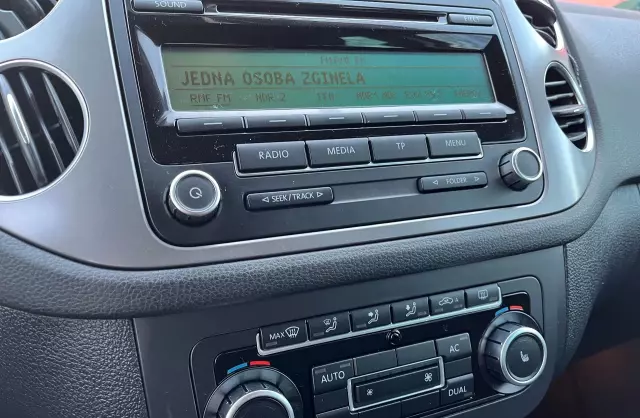 SOUND
JEDNA OSOBA ZGINELA
RMF FM
RADIO MEDIA TP MENU
◁ SEEK/TRACK ▷ ◁ FOLDER ▷
MAX
AUTO AC
DUAL